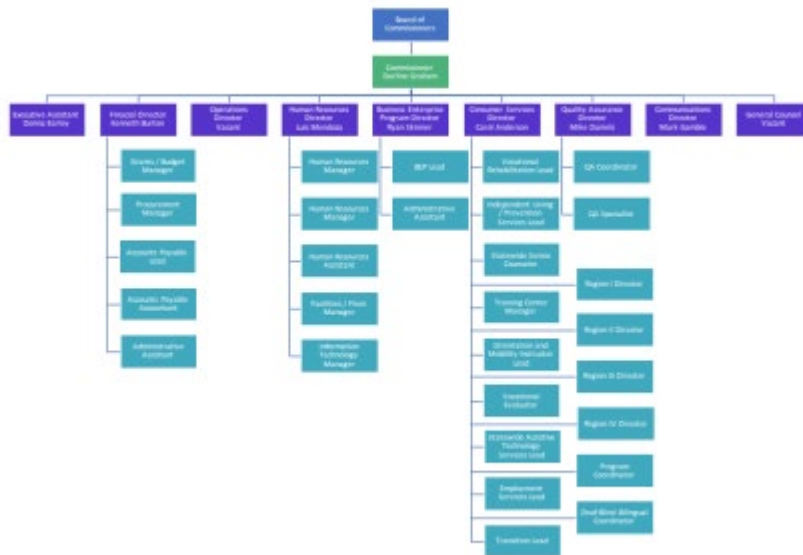 Board of
Commissioners
Commissioner
Darline Graham
Executive Assistant
Donna Earley
Financial Director
Kenneth Burton
Operations
Director
Vacant
Human Resources
Director
Luis Mendoza
Business Enterprise
Program Director
Ryan Skinner
Consumer Services
Director
Carol Anderson
Quality Assurance
Director
Mike Daniels
Communications
Director
Mark Gamble
General Counsel
Vacant
Grants / Budget
Manager
Procurement
Manager
Accounts Payable
Lead
Accounts Payable
Accountant
Administrative
Assistant
Human Resources
Manager
Human Resources
Manager
Human Resources
Assistant
Facilities / Fleet
Manager
Information
Technology
Manager
BEP Lead
Administrative
Assistant
Vocational
Rehabilitation Lead
Independent Living
/ Prevention
Services Lead
Statewide Senior
Counselor
Training Center
Manager
Orientation and
Mobility Instructor
Lead
Vocational
Evaluator
Statewide Assistive
Technology
Services Lead
Employment
Services Lead
Transition Lead
Region I Director
Region II Director
Region III Director
Region IV Director
Program
Coordinator
Deaf-Blind Bilingual
Coordinator
QA Coordinator
QA Specialist